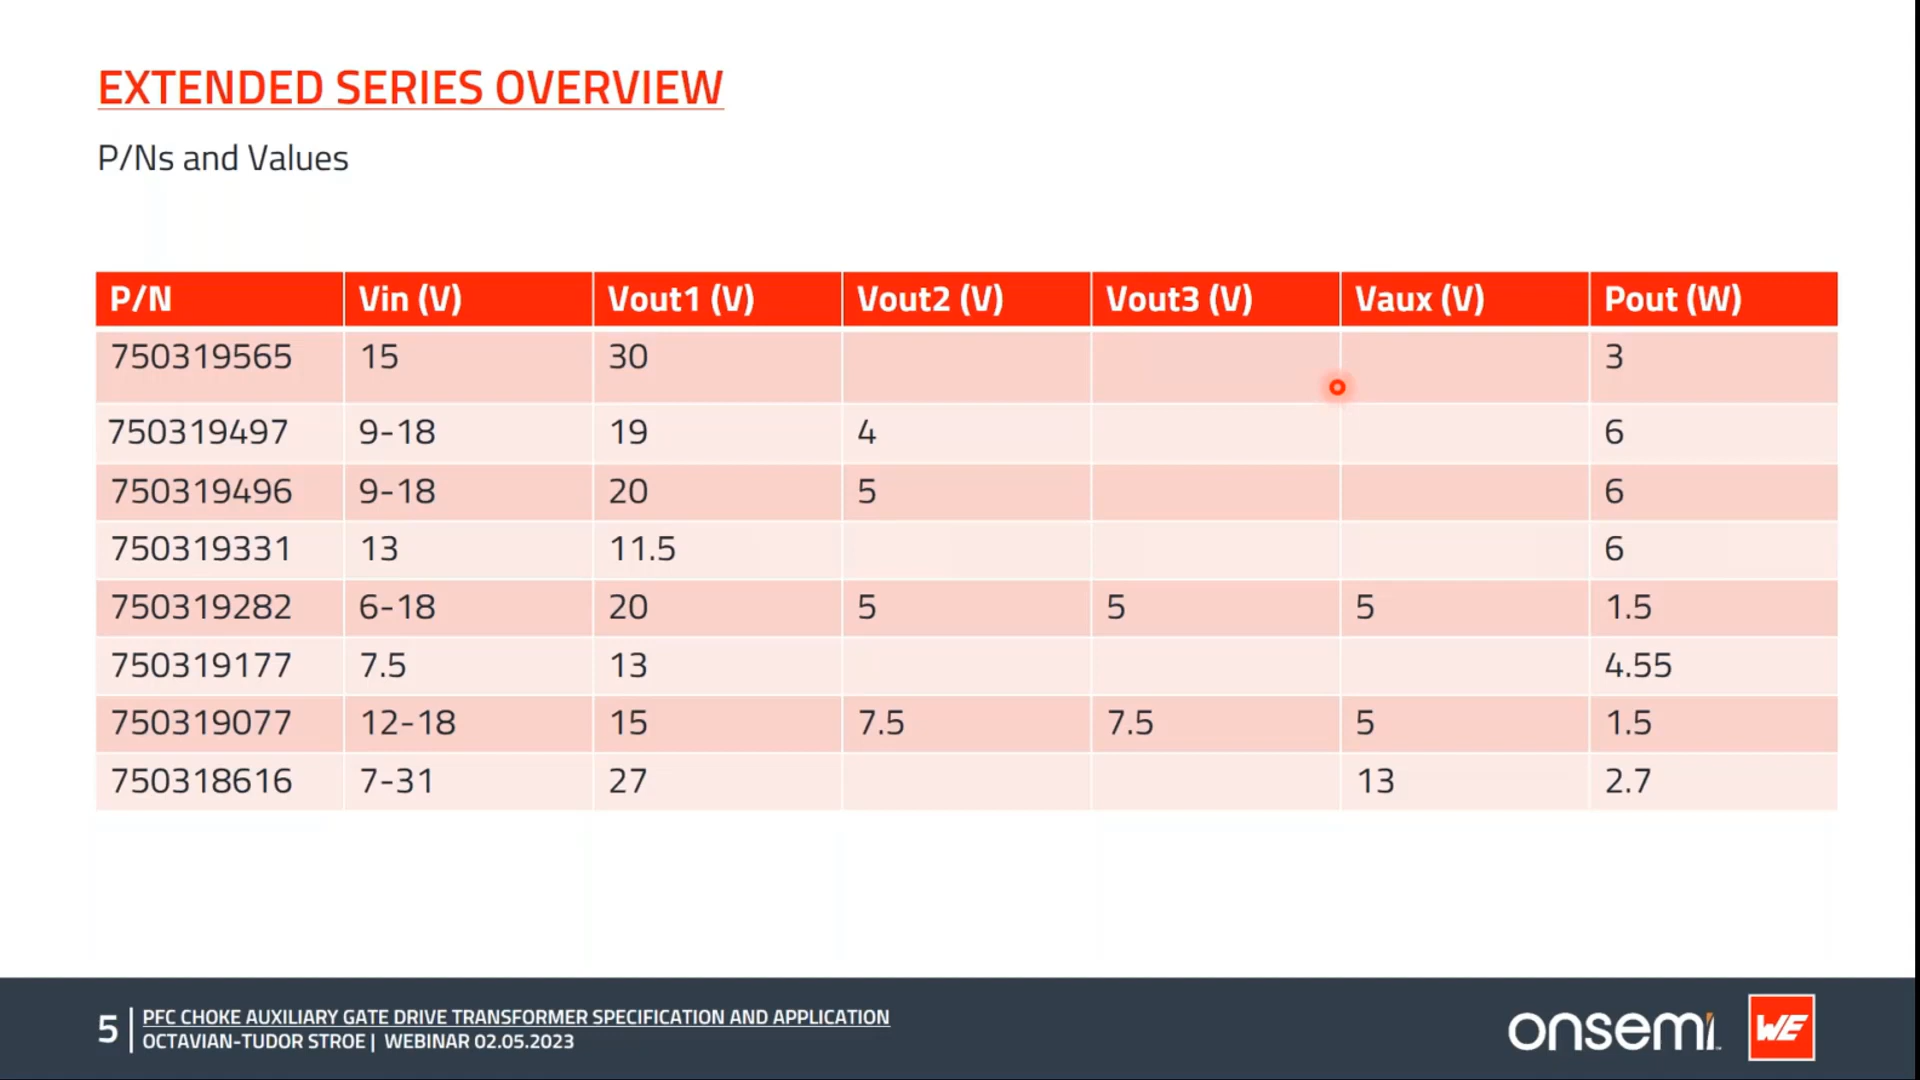 EXTENDED SERIES OVERVIEW
P/Ns and Values
P/N Vin (V) Vout1 (V) Vout2 (V) Vout3 (V) Vaux (V) Pout (W)
750319565 15 30 3
750319497 9-18 19 4 6
750319496 9-18 20 5 6
750319331 13 11.5 6
750319282 6-18 20 5 5 5 1.5
750319177 7.5 13 4.55
750319077 12-18 15 7.5 7.5 5 1.5
750318616 7-31 27 13 2.7
5 PFC CHOKE AUXILIARY GATE DRIVE TRANSFORMER SPECIFICATION AND APPLICATION
OCTAVIAN-TUDOR STROE | WEBINAR 02.05.2023
onsemi
WE